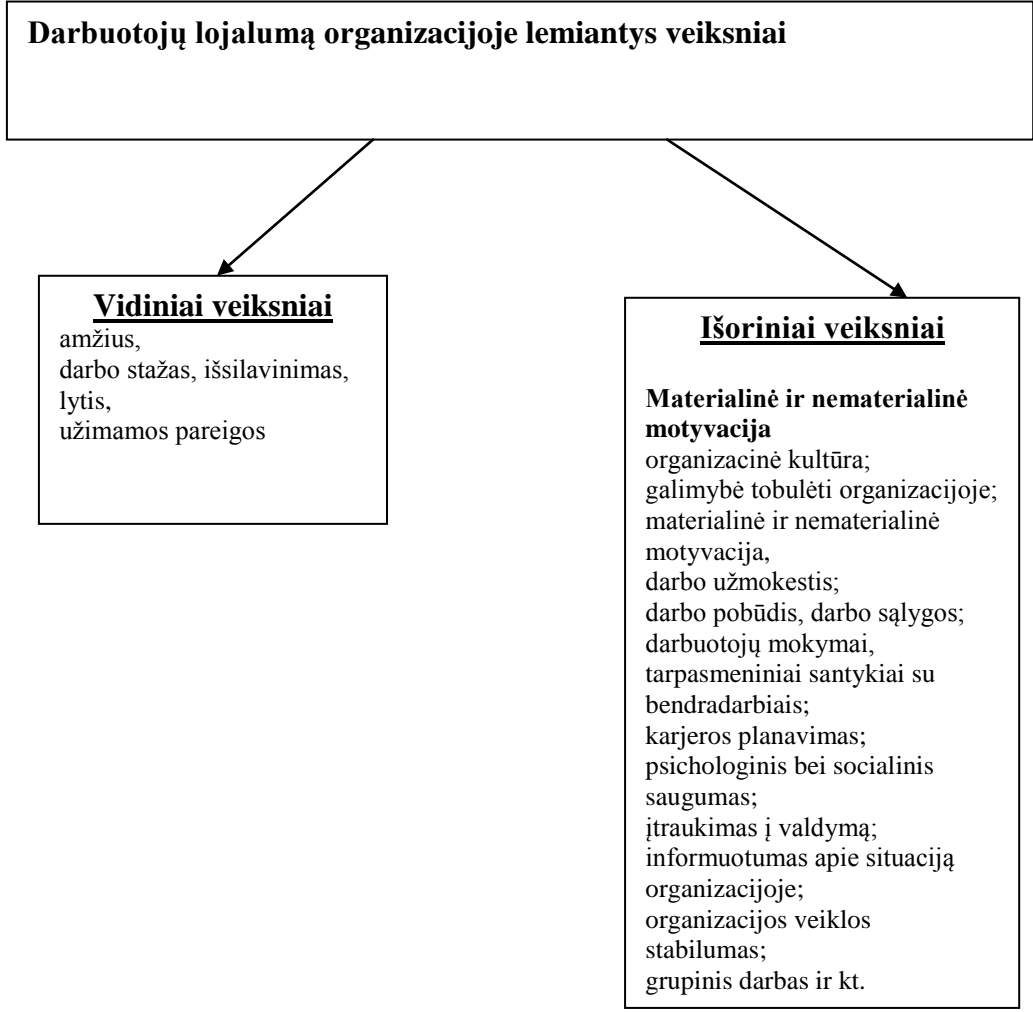 Darbuotojų lojalumą organizacijoje lemiantys veiksniai
Vidiniai veiksniai
amžius,
darbo stažas, išsilavinimas,
lytis,
užimamos pareigos
Išoriniai veiksniai
Materialinė ir nematerialinė
motyvacija
organizacinė kultūra;
galimybė tobulėti organizacijoje;
materialinė ir nematerialinė
motyvacija,
darbo užmokestis;
darbo pobūdis, darbo sąlygos;
darbuotojų mokymai,
tarpasmeniniai santykiai su
bendradarbiais;
karjeros planavimas;
psichologinis bei socialinis
saugumas;
įtraukimas į valdymą;
informuotumas apie situaciją
organizacijoje;
organizacijos veiklos
stabilumas;
grupinis darbas ir kt.